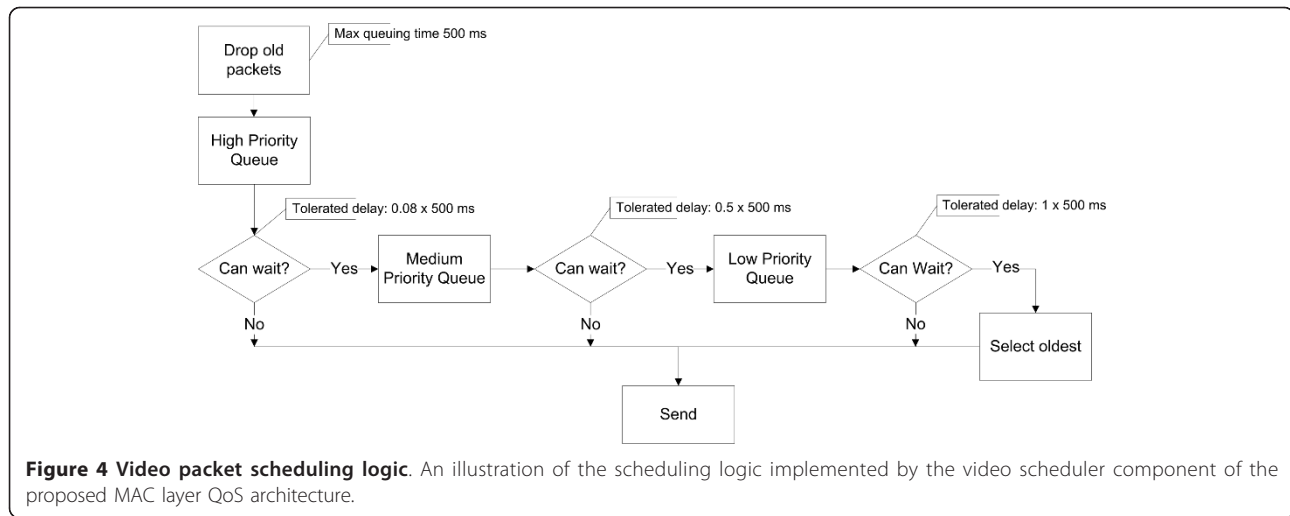 Drop old
packets
Max queuing time 500 ms
High Priority
Queue
Tolerated delay: 0.08 x 500 ms
Tolerated delay: 0.5 x 500 ms
Tolerated delay: 1 x 500 ms
Can wait?
Yes
Medium
Priority Queue
Can wait?
Yes
Low Priority
Queue
Can Wait?
Yes
No
No
No
Select oldest
Send
Figure 4 Video packet scheduling logic. An illustration of the scheduling logic implemented by the video scheduler component of the
proposed MAC layer QoS architecture.